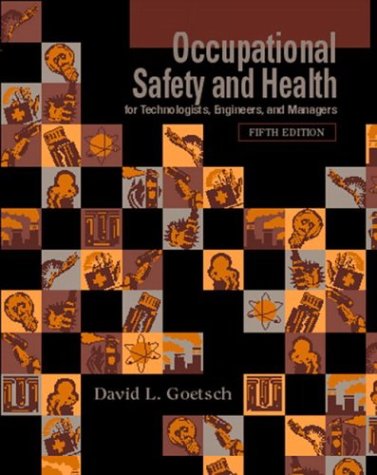 Occupational
Safety and Health
for Technologists, Engineers, and Managers
FIFTH EDITION
David L. Goetsch